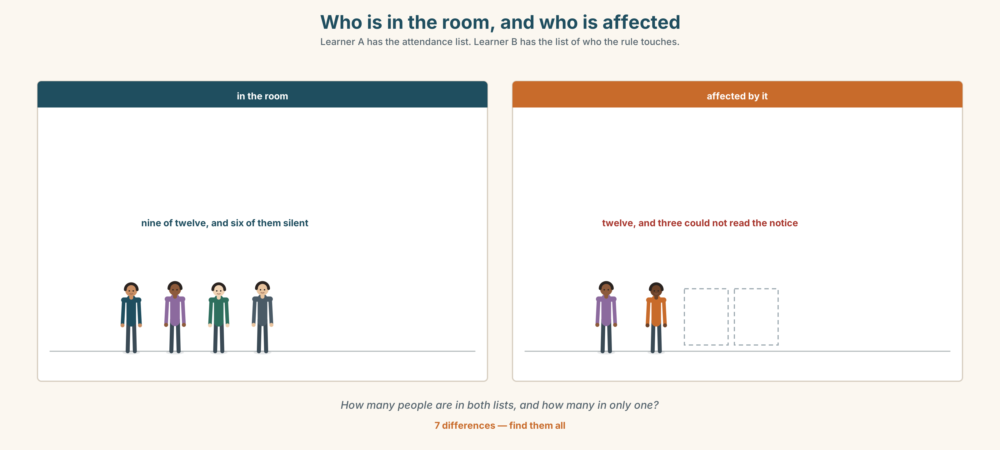 Who is in the room, and who is affected
Learner A has the attendance list. Learner B has the list of who the rule touches.
in the room
nine of twelve, and six of them silent
affected by it
twelve, and three could not read the notice
How many people are in both lists, and how many in only one?
7 differences — find them all